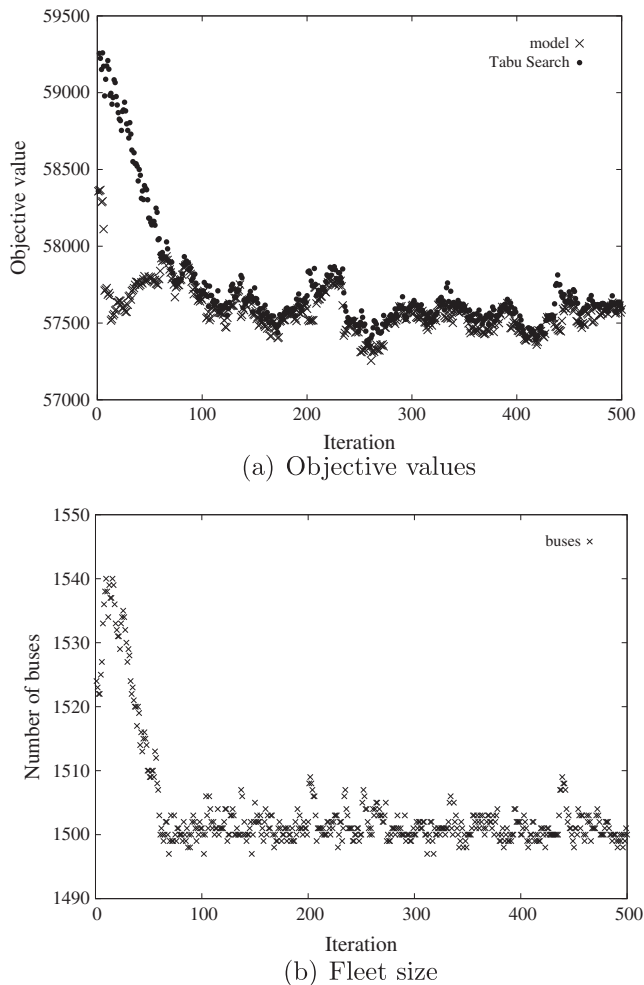 59500
59000
58500
58000
57500
57000
Objective value
model ×
Tabu Search •
0 100 200 300 400 500
Iteration
(a) Objective values
1550
1540
1530
1520
1510
1500
1490
Number of buses
buses ×
0 100 200 300 400 500
Iteration
(b) Fleet size